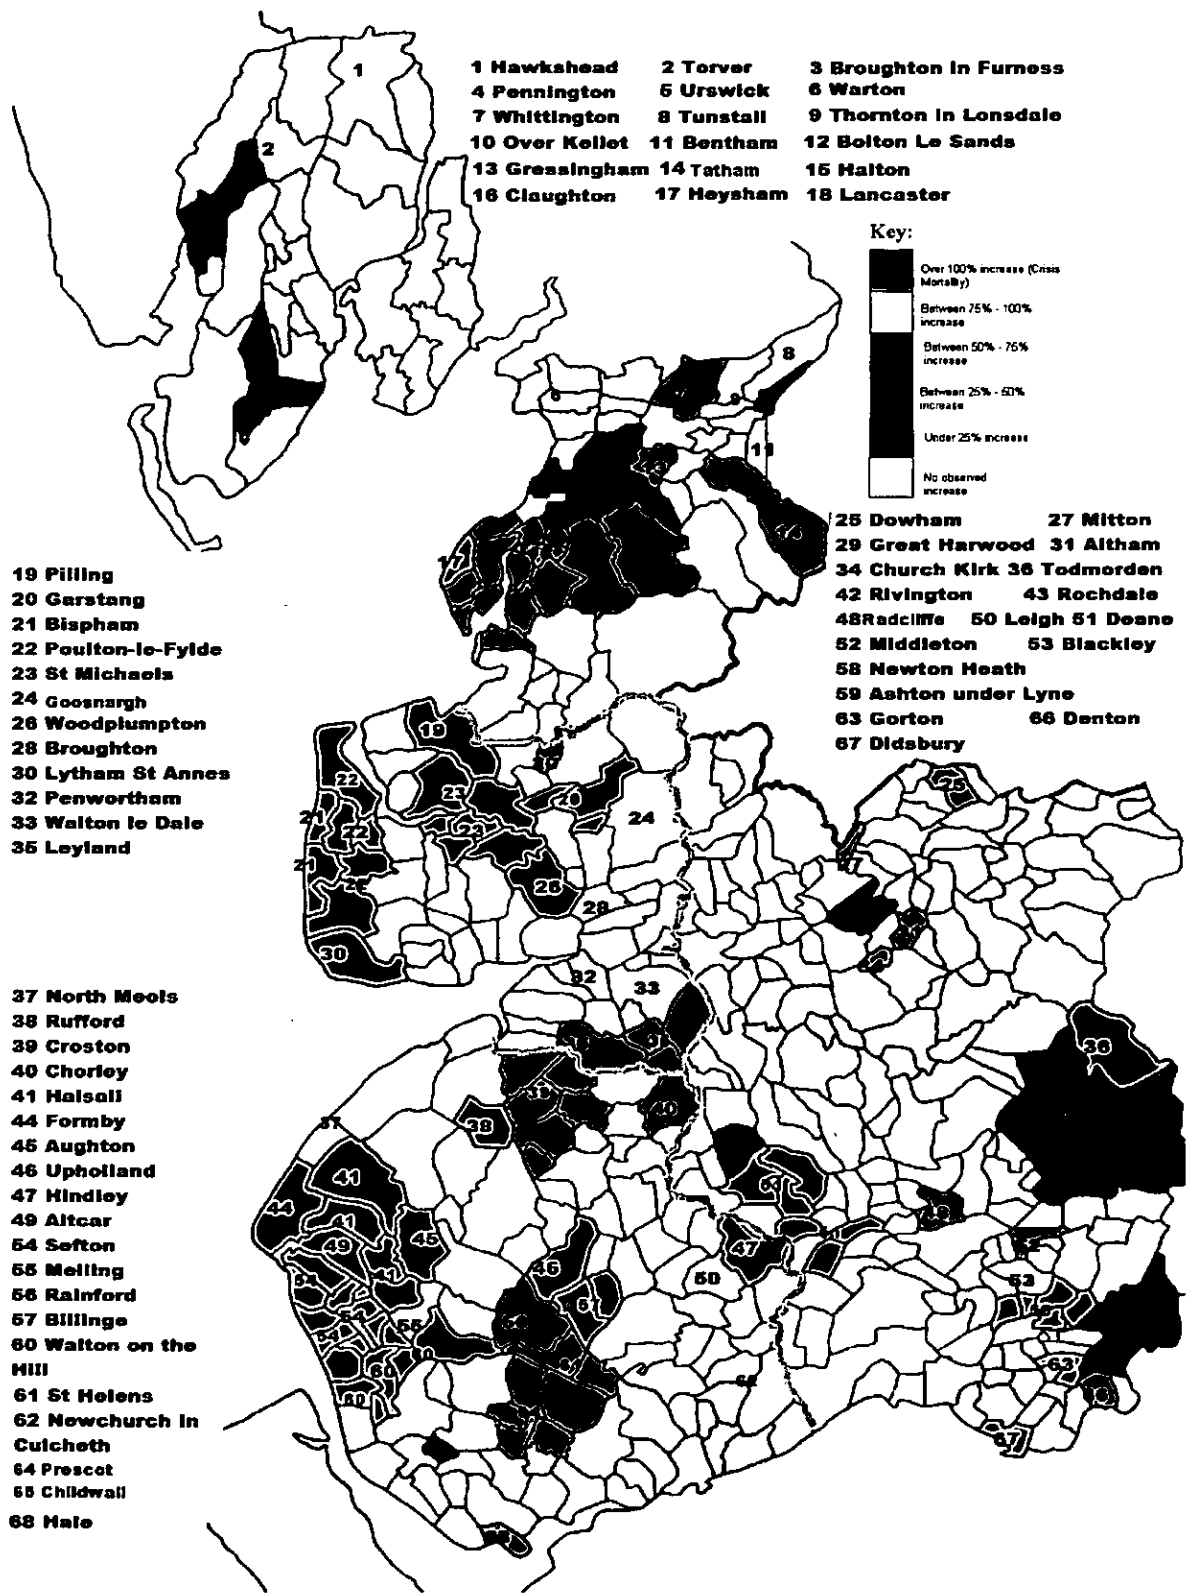 1 Hawkshead 2 Torver 3 Broughton In Furness
4 Pennington 5 Urswick 6 Warton
7 Whittington 8 Tunstall 9 Thornton in Lonsdale
10 Over Kellet 11 Bentham 12 Bolton Le Sands
13 Gressingham 14 Tatham 15 Halton
16 Claughton 17 Heysham 18 Lancaster
Key:
Over 100% increase (Crisis
Mortality)
Between 75% - 100%
increase
Between 50% - 75%
increase
Between 25% - 50%
increase
Under 25% increase
No observed
increase
25 Dowham 27 Mitton
29 Great Harwood 31 Altham
34 Church Kirk 36 Todmorden
42 Rivington 43 Rochdale
48Radcliffe 50 Leigh 51 Deane
52 Middleton 53 Blackley
58 Newton Heath
59 Ashton under Lyne
63 Gorton 66 Denton
67 Didsbury
19 Pilling
20 Garstang
21 Bispham
22 Poulton-le-Fylde
23 St Michaels
24 Goosnargh
26 Woodplumpton
28 Broughton
30 Lytham St Annes
32 Penwortham
33 Walton le Dale
35 Leyland
37 North Meols
38 Rufford
39 Croston
40 Chorley
41 Halsall
44 Formby
45 Aughton
46 Upholland
47 Hindley
49 Altcar
54 Sefton
55 Melling
56 Rainford
57 Billinge
60 Walton on the
Hill
61 St Helens
62 Newchurch in
Culcheth
64 Prescot
65 Childwall
68 Hale
1
2
8
11
17
19
25
22
23
26
21
22
23
24
21
26
28
30
32
33
36
39
40
37
38
41
44
41
45
49
41
46
47
50
53
57
55
60
63
60
67